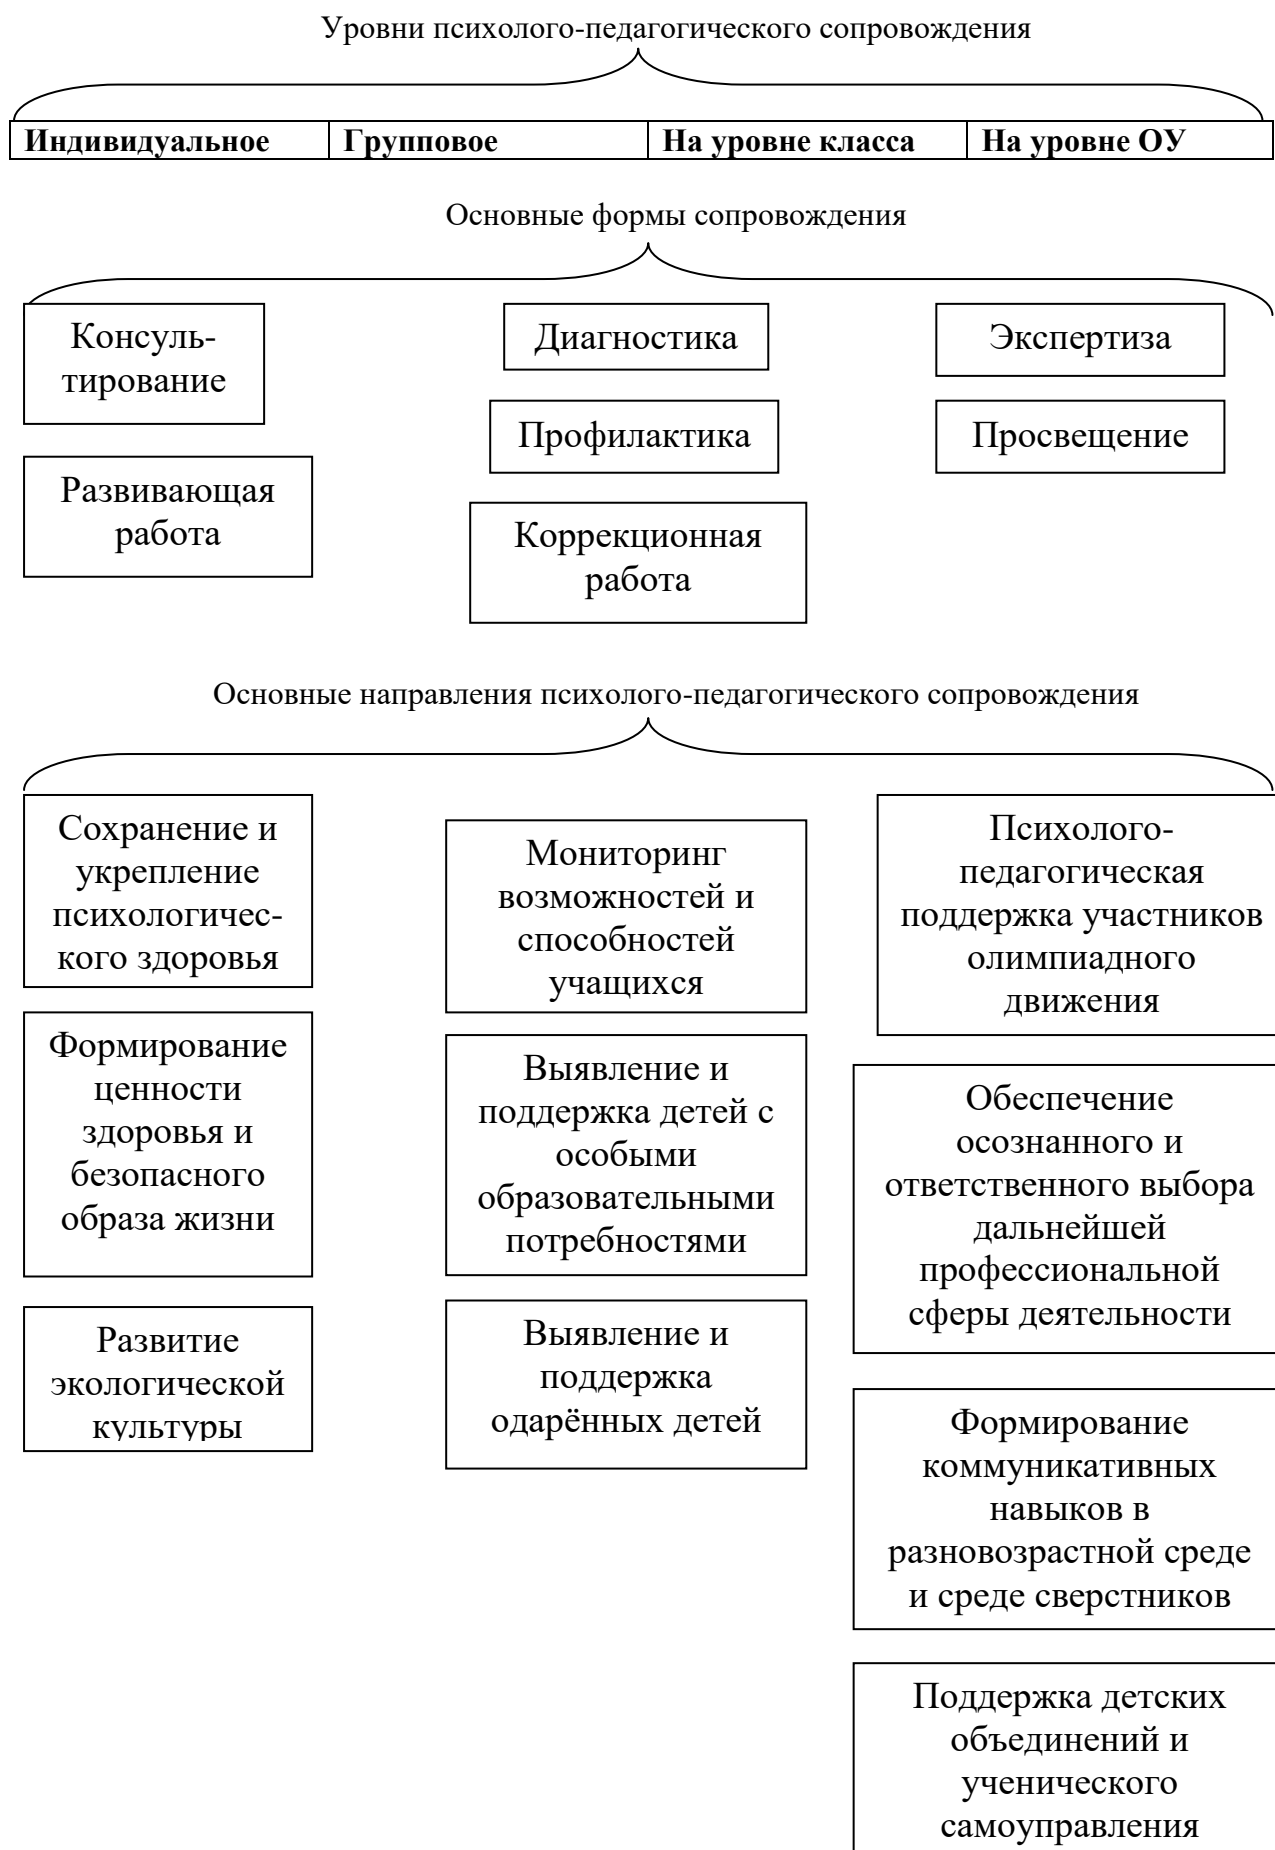 Уровни психолого-педагогического сопровождения
Индивидуальное Групповое На уровне класса На уровне ОУ
Основные формы сопровождения
Консуль-
тирование
Развивающая
работа
Диагностика
Профилактика
Коррекционная
работа
Экспертиза
Просвещение
Основные направления психолого-педагогического сопровождения
Сохранение и
укрепление
психологичес-
кого здоровья
Формирование
ценности
здоровья и
безопасного
образа жизни
Развитие
экологической
культуры
Мониторинг
возможностей и
способностей
учащихся
Выявление и
поддержка детей с
особыми
образовательными
потребностями
Выявление и
поддержка
одарённых детей
Психолого-
педагогическая
поддержка участников
олимпиадного
движения
Обеспечение
осознанного и
ответственного выбора
дальнейшей
профессиональной
сферы деятельности
Формирование
коммуникативных
навыков в
разновозрастной среде
и среде сверстников
Поддержка детских
объединений и
ученического
самоуправления